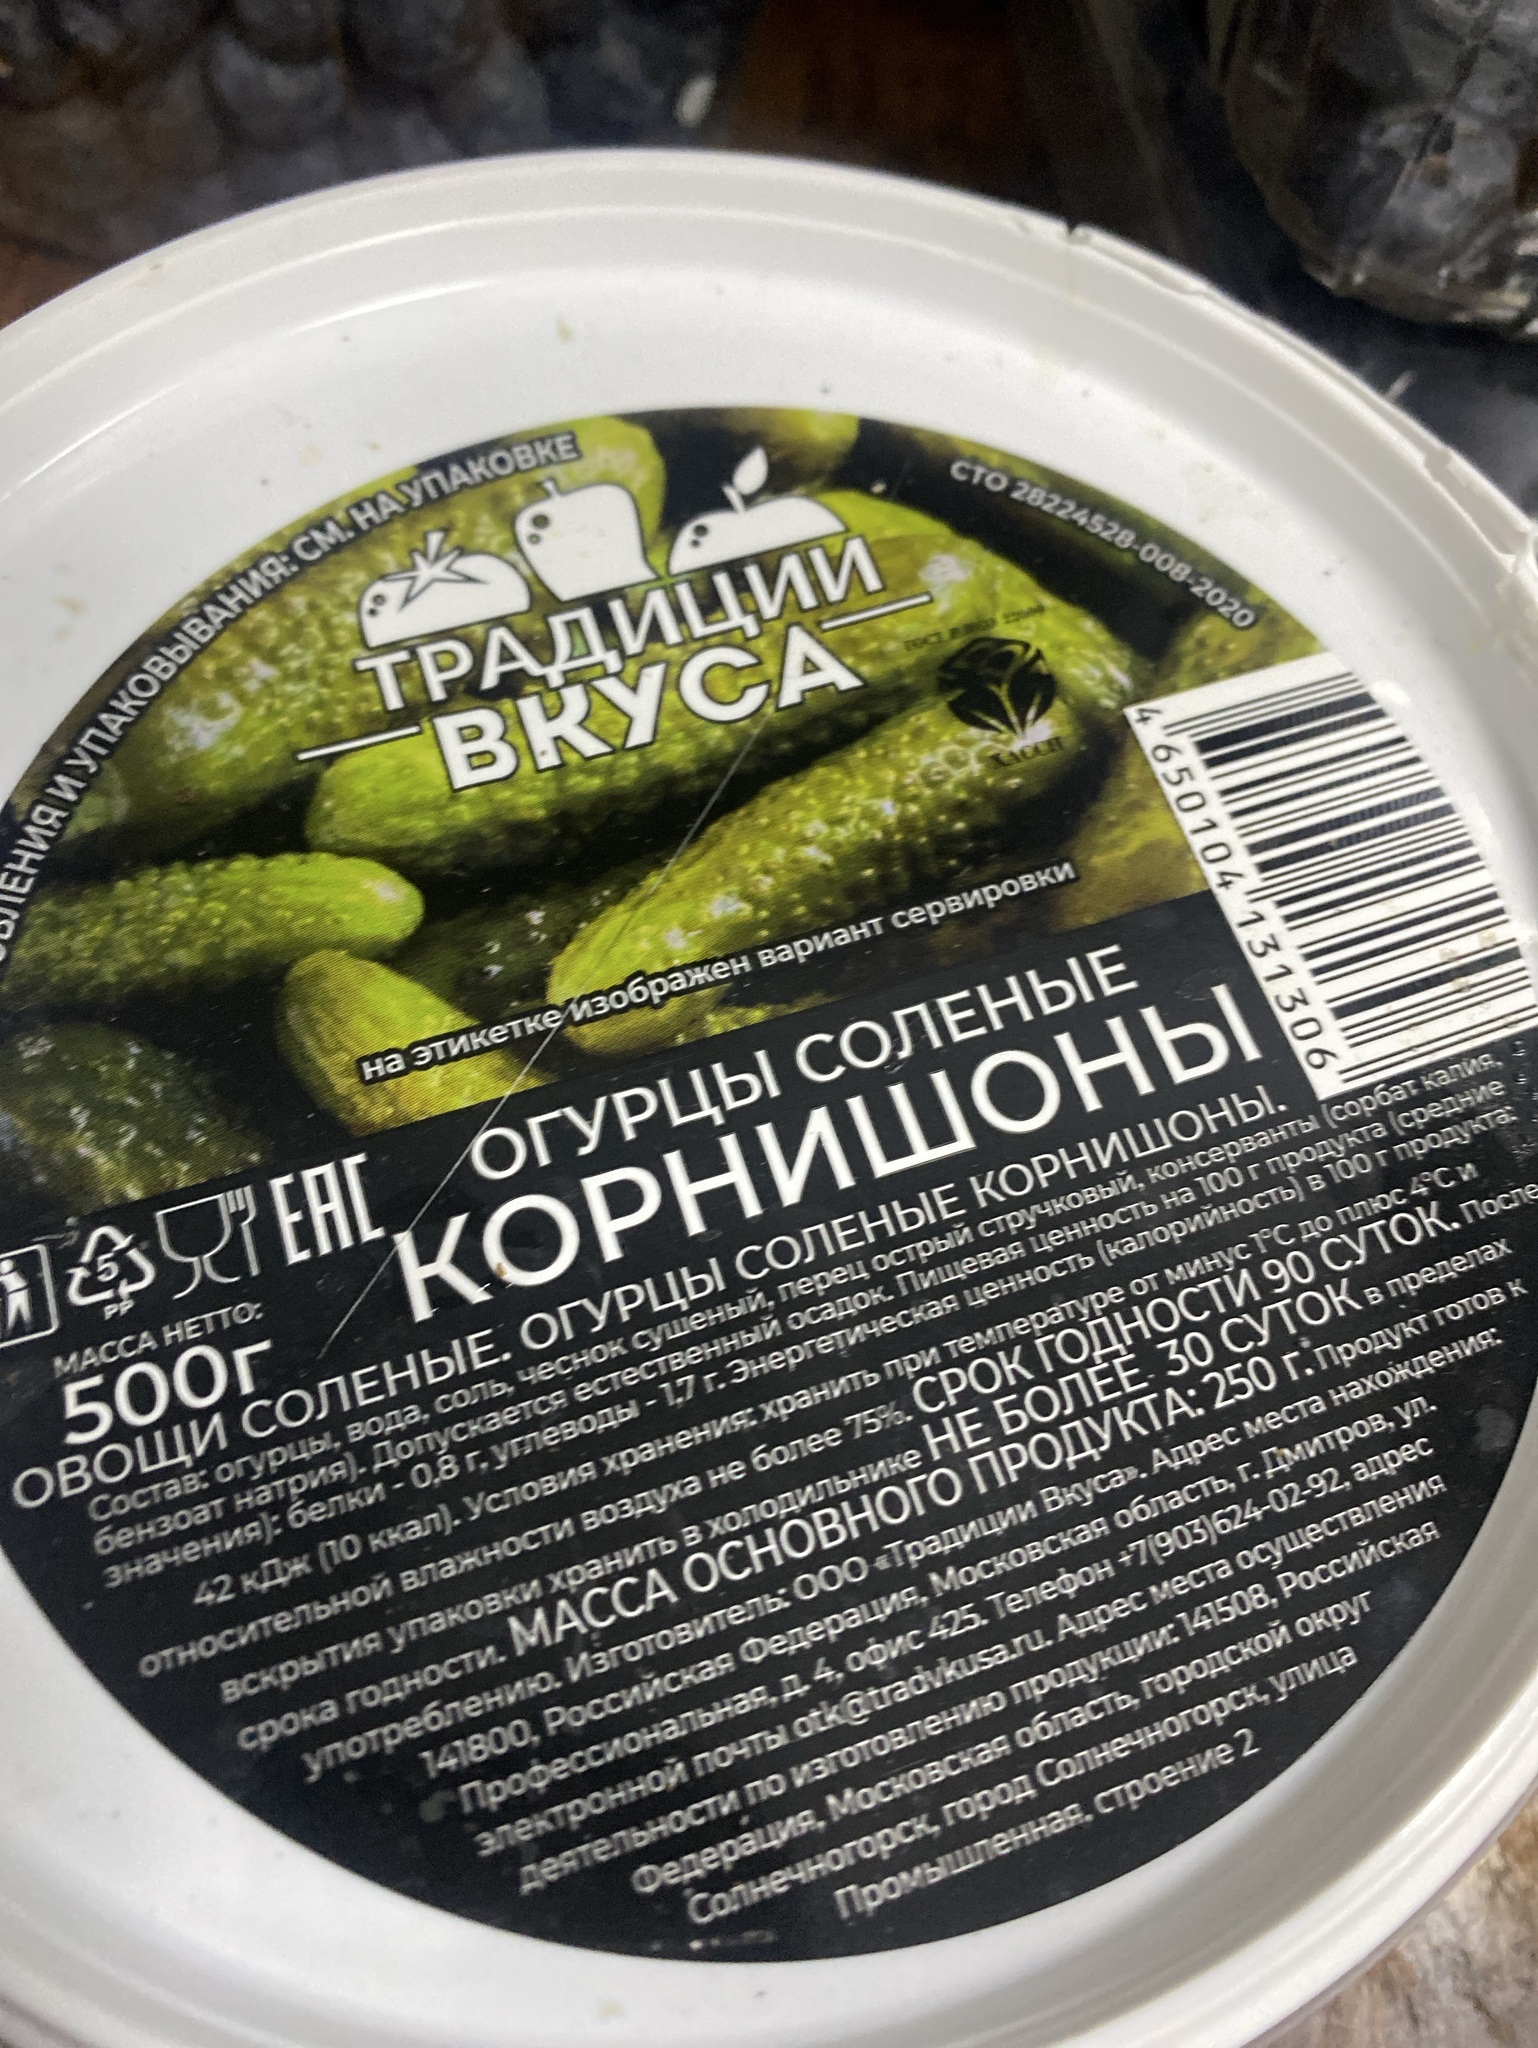 СОЛЕНИЯ И УПАКОВЫВАНИЯ: СМ. НА УПАКОВКЕ
СТО 28224528-008-2020
ТРАДИЦИИ
ВКУСА
ХАССП
4 650104 131306
на этикетке изображен вариант сервировки
ОГУРЦЫ СОЛЕНЫЕ
КОРНИШОНЫ
5
PP
EAC
МАССА НЕТТО:
500г
ОВОЩИ СОЛЕНЫЕ. ОГУРЦЫ СОЛЕНЫЕ КОРНИШОНЫ.
Состав: огурцы, вода, соль, чеснок сушеный, перец острый стручковый, консерванты (сорбат калия,
бензоат натрия). Допускается естественный осадок. Пищевая ценность на 100 г продукта (средние
значения): белки - 0,8 г, углеводы - 1,7 г. Энергетическая ценность (калорийность) в 100 г продукта:
42 кДж (10 ккал). Условия хранения: хранить при температуре от минус 1°С до плюс 4°С и
относительной влажности воздуха не более 75%. СРОК ГОДНОСТИ 90 СУТОК. После
вскрытия упаковки хранить в холодильнике НЕ БОЛЕЕ 30 СУТОК в пределах
срока годности. МАССА ОСНОВНОГО ПРОДУКТА: 250 г. Продукт готов к
употреблению. Изготовитель: ООО «Традиции Вкуса». Адрес места нахождения:
141800, Российская Федерация, Московская область, г. Дмитров, ул.
Профессиональная, д. 4, офис 425. Телефон +7(903)624-02-92, адрес
электронной почты otk@tradvkusa.ru. Адрес места осуществления
деятельности по изготовлению продукции: 141508, Российская
Федерация, Московская область, городской округ
Солнечногорск, город Солнечногорск, улица
Промышленная, строение 2